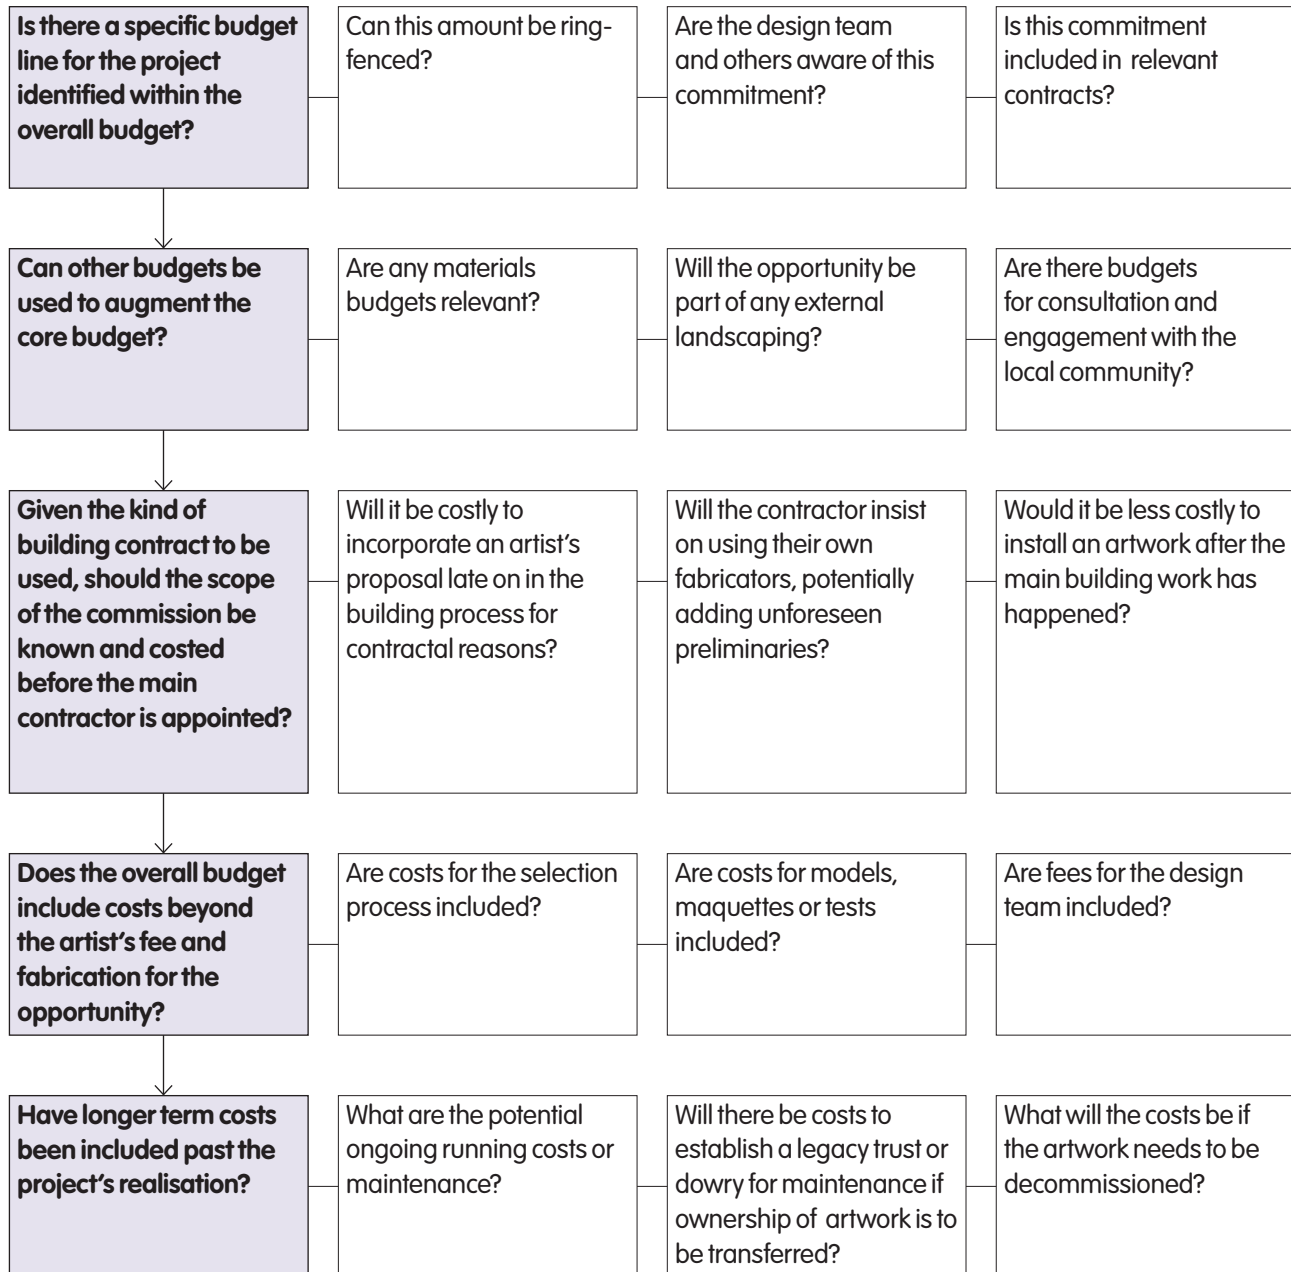 Is there a specific budget
line for the project
identified within the
overall budget?
Can this amount be ring-
fenced?
Are the design team
and others aware of this
commitment?
Is this commitment
included in relevant
contracts?
Can other budgets be
used to augment the
core budget?
Are any materials
budgets relevant?
Will the opportunity be
part of any external
landscaping?
Are there budgets
for consultation and
engagement with the
local community?
Given the kind of
building contract to be
used, should the scope
of the commission be
known and costed
before the main
contractor is appointed?
Will it be costly to
incorporate an artist's
proposal late on in the
building process for
contractal reasons?
Will the contractor insist
on using their own
fabricators, potentially
adding unforeseen
preliminaries?
Would it be less costly to
install an artwork after the
main building work has
happened?
Does the overall budget
include costs beyond
the artist's fee and
fabrication for the
opportunity?
Are costs for the selection
process included?
Are costs for models,
maquettes or tests
included?
Are fees for the design
team included?
Have longer term costs
been included past the
project's realisation?
What are the potential
ongoing running costs or
maintenance?
Will there be costs to
establish a legacy trust or
dowry for maintenance if
ownership of artwork is to
be transferred?
What will the costs be if
the artwork needs to be
decommissioned?